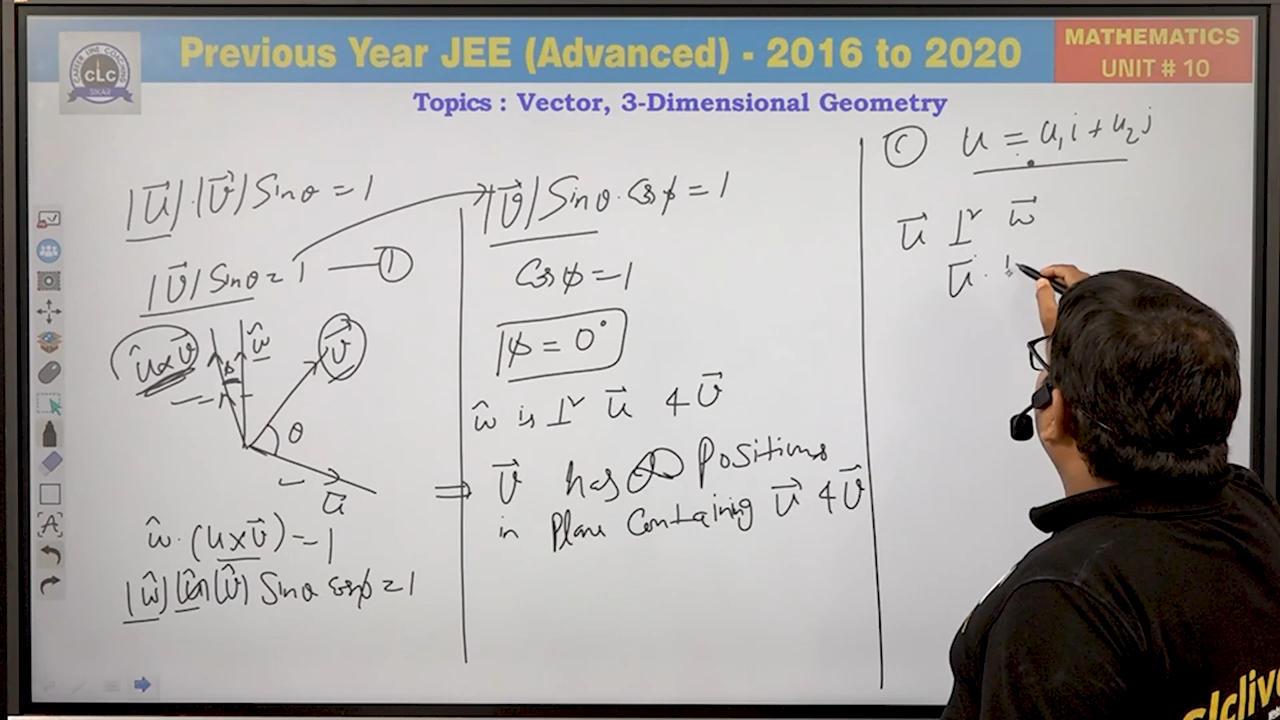 Previous Year JEE (Advanced) - 2016 to 2020
MATHEMATICS
UNIT # 10
CLC
SIKAR
Topics : Vector, 3-Dimensional Geometry
|u⃗|·|v⃗| Sinθ = 1
|v⃗| Sinθ = 1 — ①
û×v⃗
ŵ
v⃗
θ
u⃗
ŵ·(u×v⃗) = 1
|ŵ| |û| |v⃗| Sinθ cosφ = 1
|v⃗| Sinθ·Cosφ = 1
Cosφ = 1
φ = 0°
ŵ is ⊥r u⃗ & v⃗
⇒ v⃗ has ∞ Positions
in Plane Containing u⃗ & v⃗
Ⓒ u = u₁i + u₂j
u⃗ ⊥r w⃗
u⃗ ·
clclive